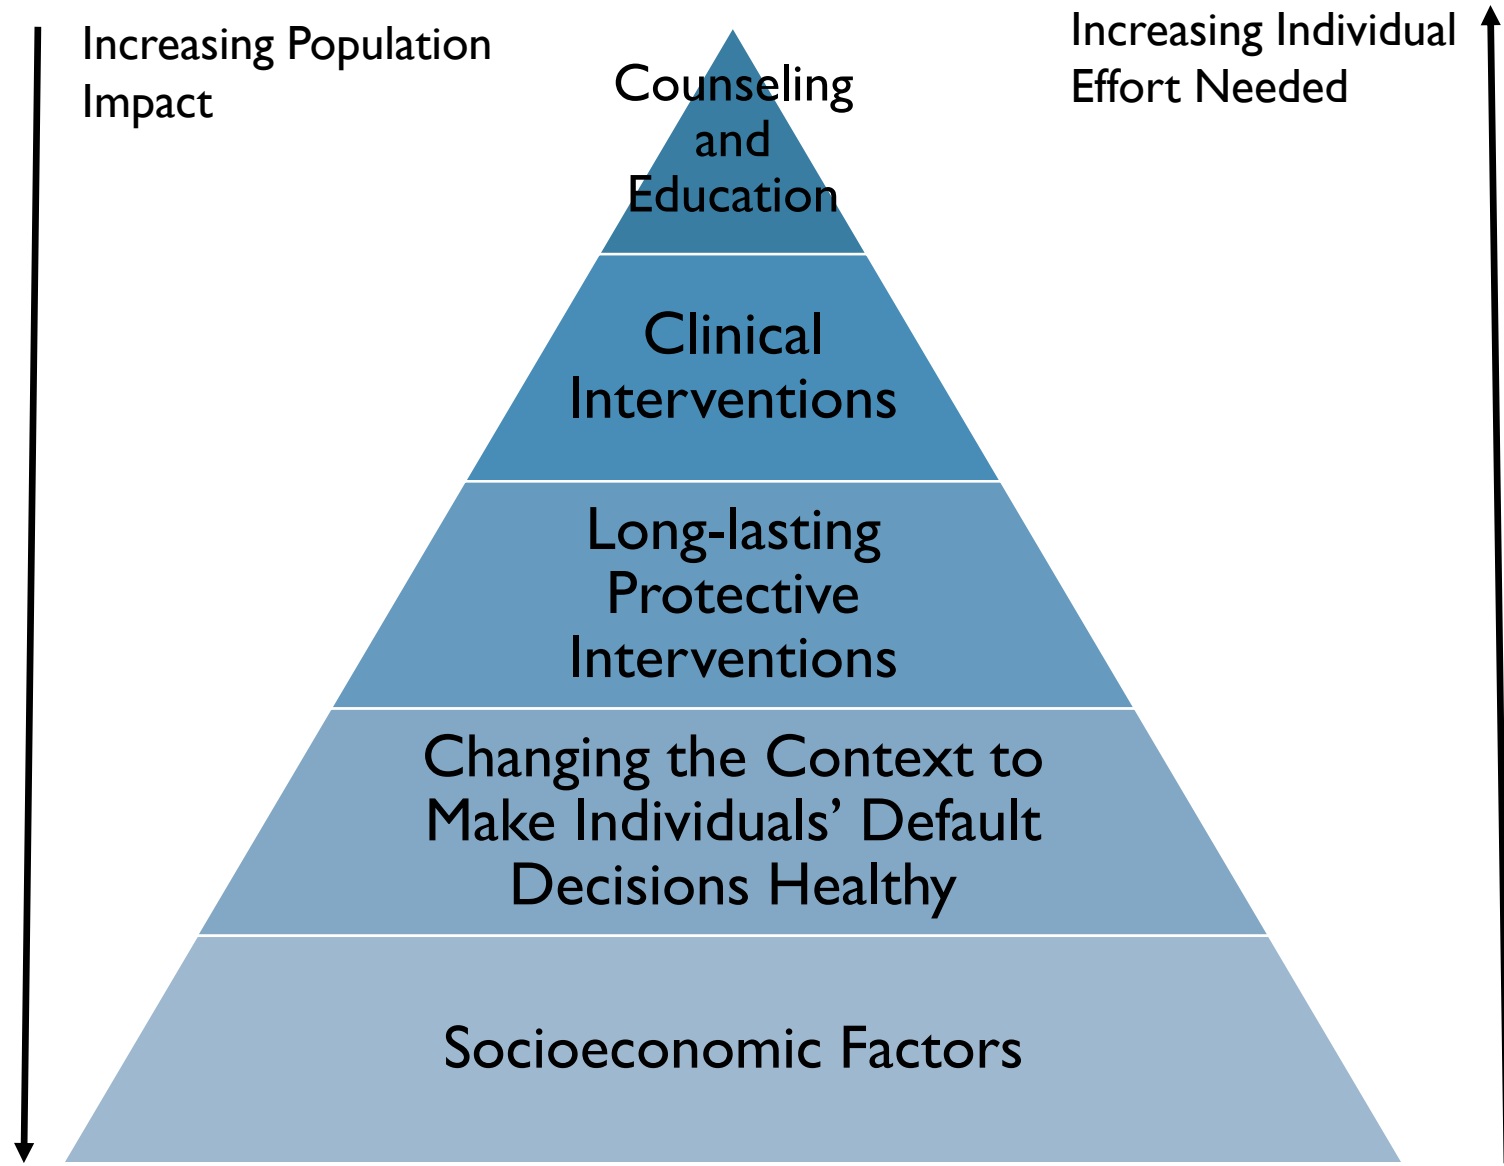 Increasing Population
Impact
Increasing Individual
Effort Needed
Counseling
and
Education
Clinical
Interventions
Long-lasting
Protective
Interventions
Changing the Context to
Make Individuals’ Default
Decisions Healthy
Socioeconomic Factors